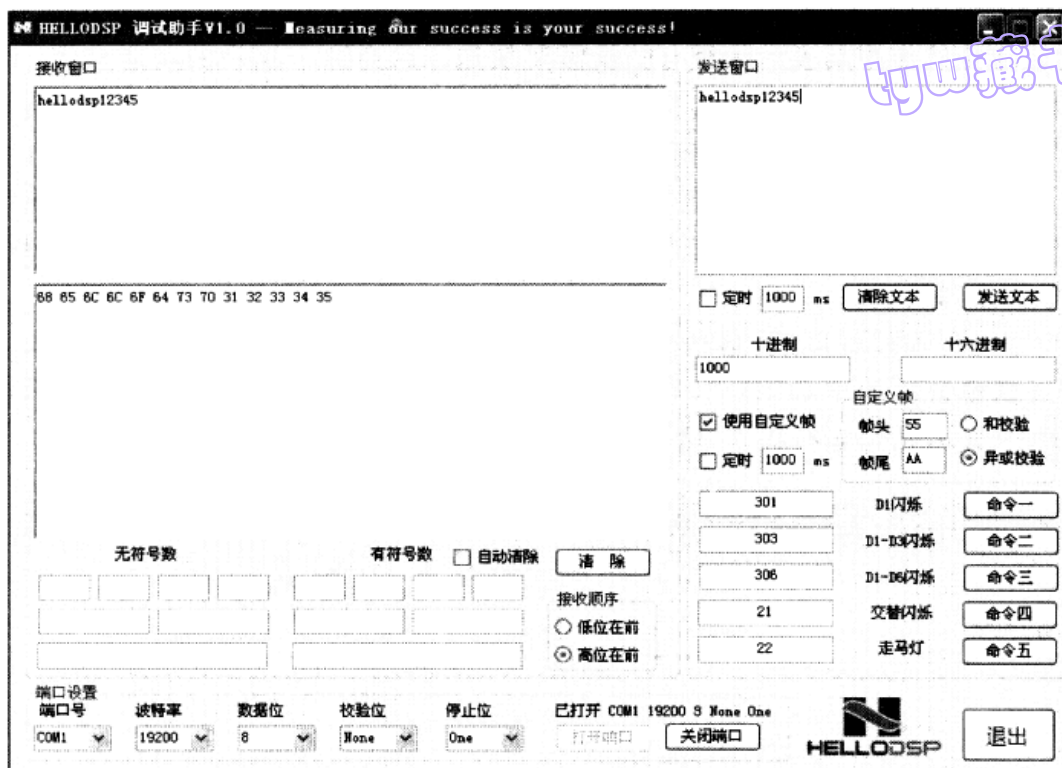 HELLODSP 调试助手V1.0 — Measuring our success is your success!
接收窗口
hellodsp12345
68 65 6C 6C 6F 64 73 70 31 32 33 34 35
无符号数 有符号数 自动清除 清 除
接收顺序
低位在前
高位在前
发送窗口
tyw藏
hellodsp12345
定时 1000 ms 清除文本 发送文本
十进制 十六进制
1000
自定义帧
使用自定义帧 帧头 55 和校验
定时 1000 ms 帧尾 AA 异或校验
301 D1闪烁 命令一
303 D1-D3闪烁 命令二
306 D1-D6闪烁 命令三
21 交替闪烁 命令四
22 走马灯 命令五
端口设置
端口号 波特率 数据位 校验位 停止位 已打开 COM1 19200 8 None One
COM1 19200 8 None One 打开端口 关闭端口 HELLODSP 退出